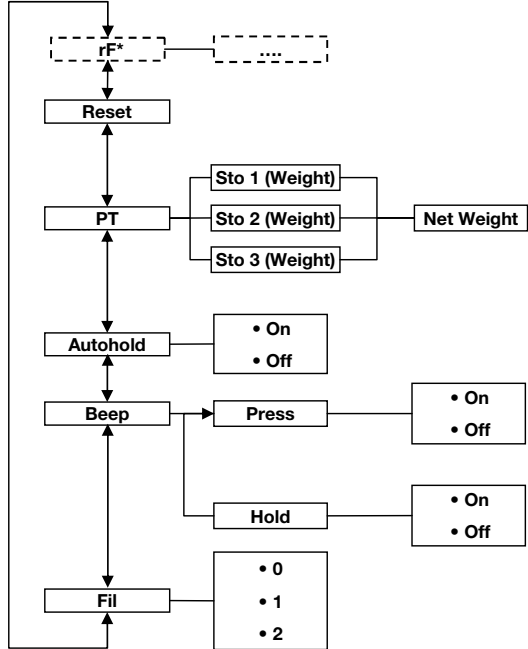 rF*
....
Reset
Sto 1 (Weight)
PT
Sto 2 (Weight)
Net Weight
Sto 3 (Weight)
Autohold
• On
• Off
Beep
Press
• On
• Off
Hold
• On
• Off
Fil
• 0
• 1
• 2